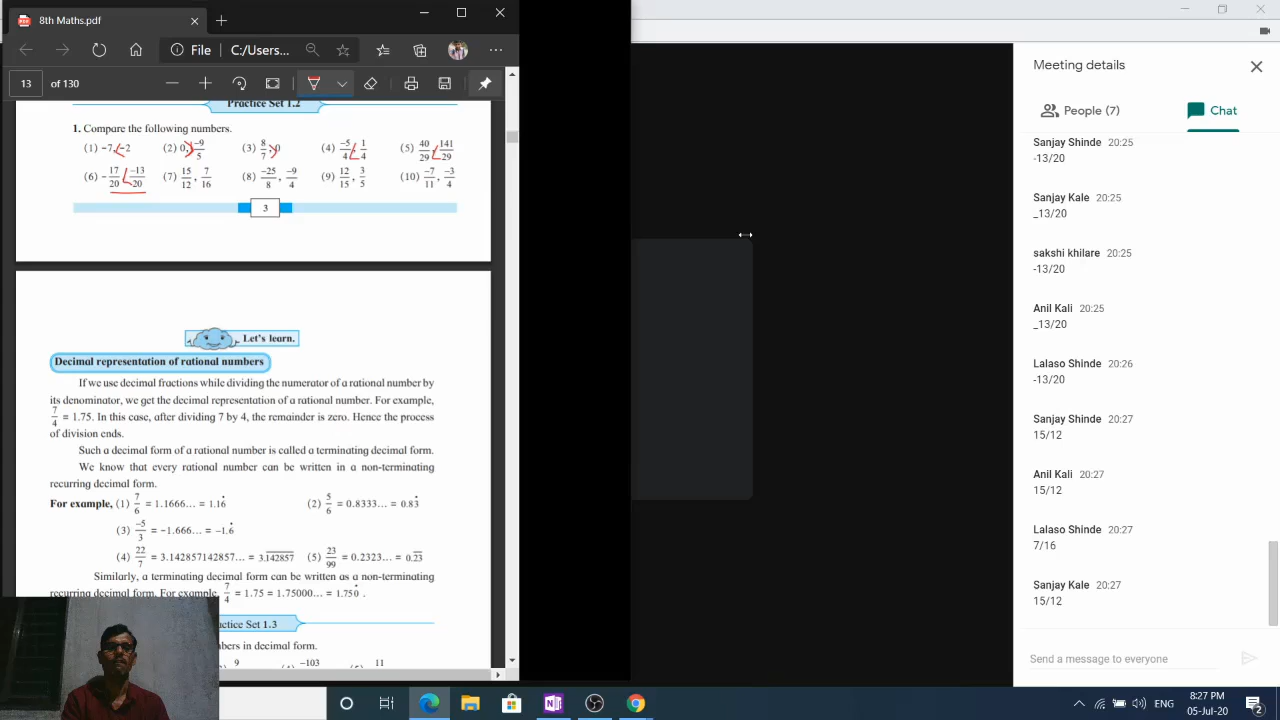 8th Maths.pdf
File
C:/Users...
13
of 130
Practice Set 1.2
1. Compare the following numbers.
(1) -7, -2 (2) 0, -9/5 (3) 8/7, 0 (4) -5/4, 1/4 (5) 40/29, 141/29
(6) -17/20, -13/20 (7) 15/12, 7/16 (8) -25/8, -9/4 (9) 12/15, 3/5 (10) -7/11, -3/4
3
Let's learn.
Decimal representation of rational numbers
If we use decimal fractions while dividing the numerator of a rational number by
its denominator, we get the decimal representation of a rational number. For example,
7/4 = 1.75. In this case, after dividing 7 by 4, the remainder is zero. Hence the process
of division ends.
Such a decimal form of a rational number is called a terminating decimal form.
We know that every rational number can be written in a non-terminating
recurring decimal form.
For example, (1) 7/6 = 1.1666... = 1.16̇ (2) 5/6 = 0.8333... = 0.83̇
(3) -5/3 = -1.666... = -1.6̇
(4) 22/7 = 3.142857142857... = 3.142857 (5) 23/99 = 0.2323... = 0.23
Similarly, a terminating decimal form can be written as a non-terminating
recurring decimal form. For example, 7/4 = 1.75 = 1.75000... = 1.750̇ .
Set 1.3
in decimal form.
9 -103 11
Meeting details
People (7)
Chat
Sanjay Shinde 20:25
-13/20
Sanjay Kale 20:25
_13/20
sakshi khilare 20:25
-13/20
Anil Kali 20:25
_13/20
Lalaso Shinde 20:26
-13/20
Sanjay Shinde 20:27
15/12
Anil Kali 20:27
15/12
Lalaso Shinde 20:27
7/16
Sanjay Kale 20:27
15/12
Send a message to everyone
ENG
8:27 PM
05-Jul-20
2